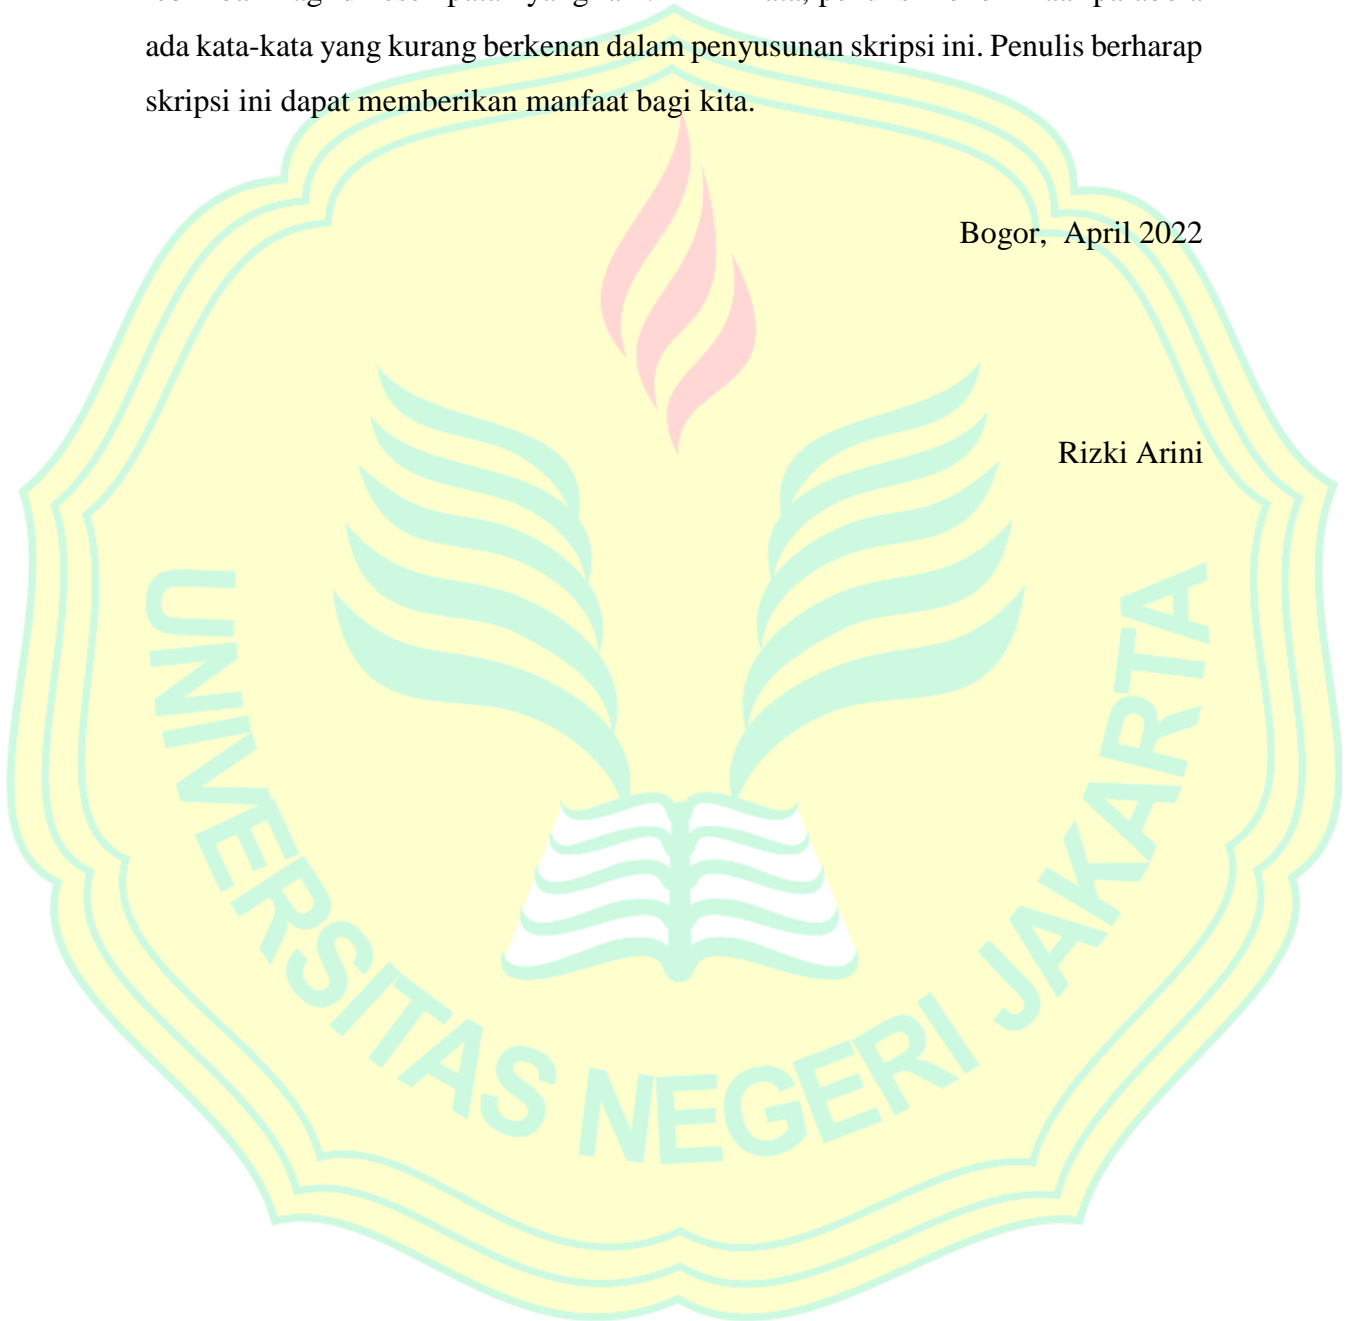 ada kata-kata yang kurang berkenan dalam penyusunan skripsi ini. Penulis berharap
skripsi ini dapat memberikan manfaat bagi kita.
Bogor,  April 2022
Rizki Arini
UNIVERSITAS NEGERI JAKARTA